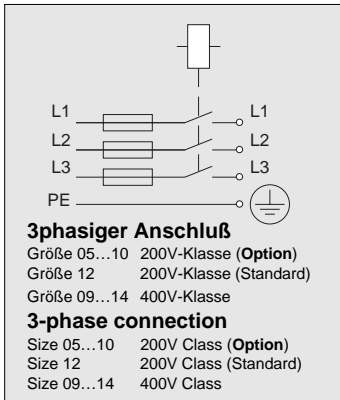 L1 L1
L2 L2
L3 L3
PE
3phasiger Anschluß
Größe 05…10 200V-Klasse (Option)
Größe 12 200V-Klasse (Standard)
Größe 09…14 400V-Klasse
3-phase connection
Size 05…10 200V Class (Option)
Size 12 200V Class (Standard)
Size 09…14 400V Class